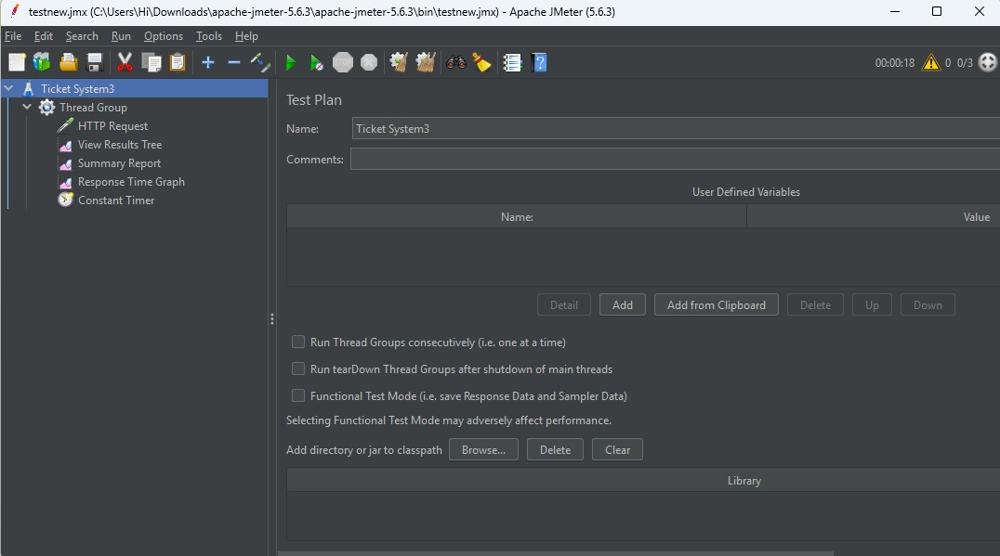 testnew.jmx (C:\Users\Hi\Downloads\apache-jmeter-5.6.3\apache-jmeter-5.6.3\bin\testnew.jmx) - Apache JMeter (5.6.3)
File Edit Search Run Options Tools Help
STOP ? 00:00:18 0 0/3
Ticket System3
Thread Group
HTTP Request
View Results Tree
Summary Report
Response Time Graph
Constant Timer
Test Plan
Name: Ticket System3
Comments:
User Defined Variables
Name: Value
Detail Add Add from Clipboard Delete Up Down
Run Thread Groups consecutively (i.e. one at a time)
Run tearDown Thread Groups after shutdown of main threads
Functional Test Mode (i.e. save Response Data and Sampler Data)
Selecting Functional Test Mode may adversely affect performance.
Add directory or jar to classpath Browse... Delete Clear
Library